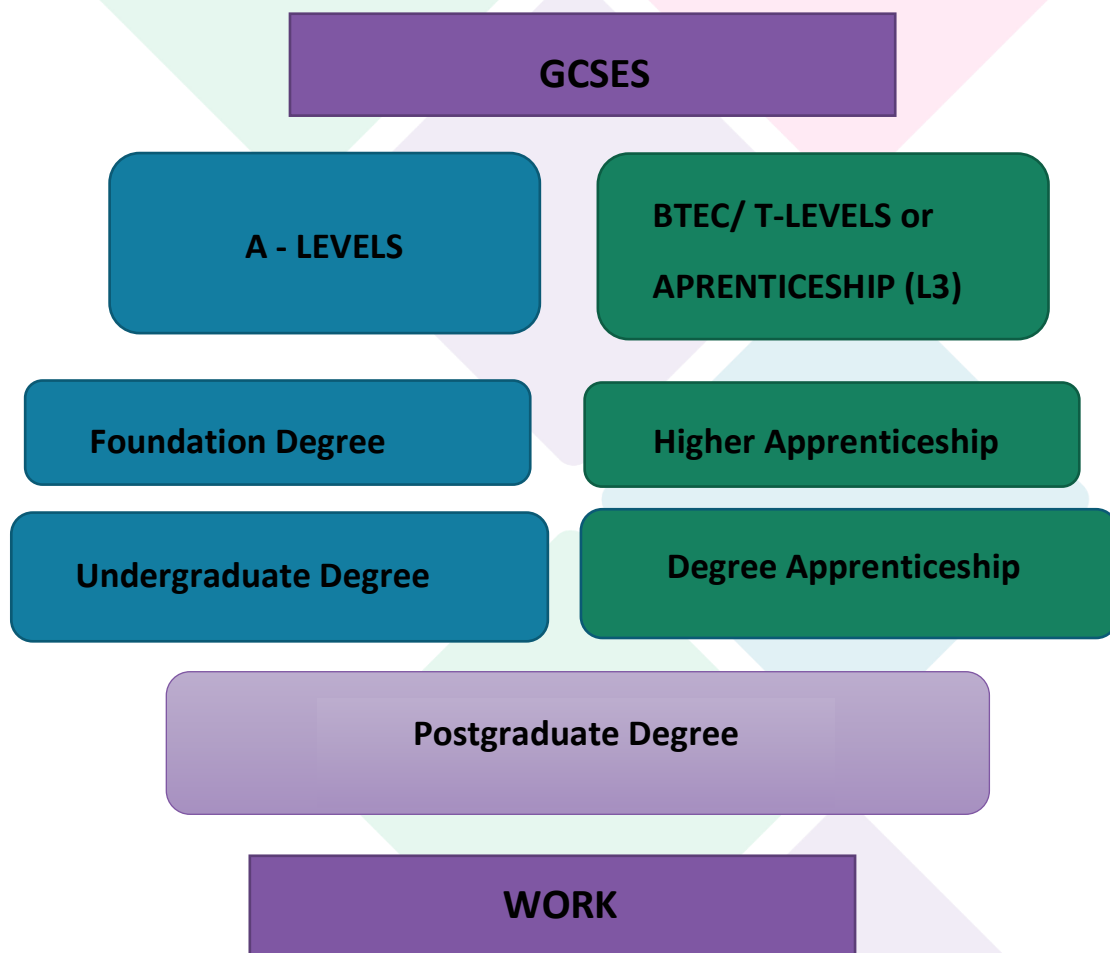 GCSES
A - LEVELS
BTEC/ T-LEVELS or
APRENTICESHIP (L3)
Foundation Degree
Higher Apprenticeship
Undergraduate Degree
Degree Apprenticeship
Postgraduate Degree
WORK